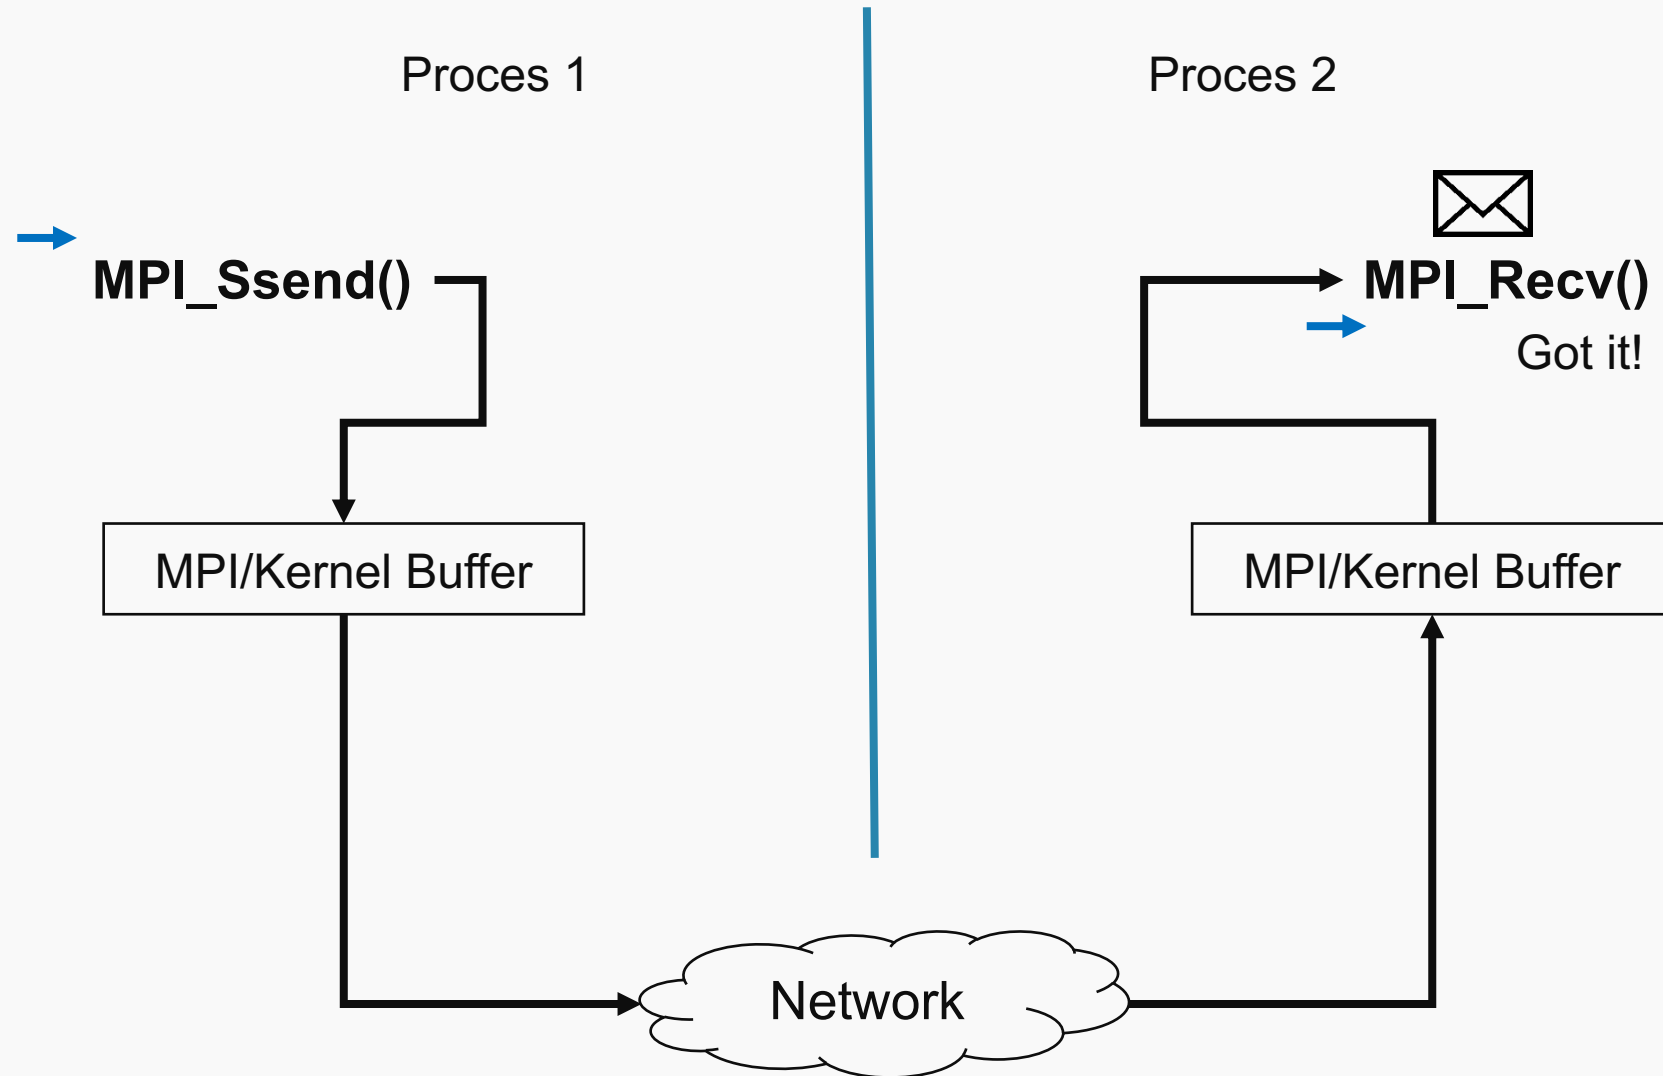 Proces 1
Proces 2
MPI_Ssend()
MPI_Recv()
Got it!
MPI/Kernel Buffer
MPI/Kernel Buffer
Network